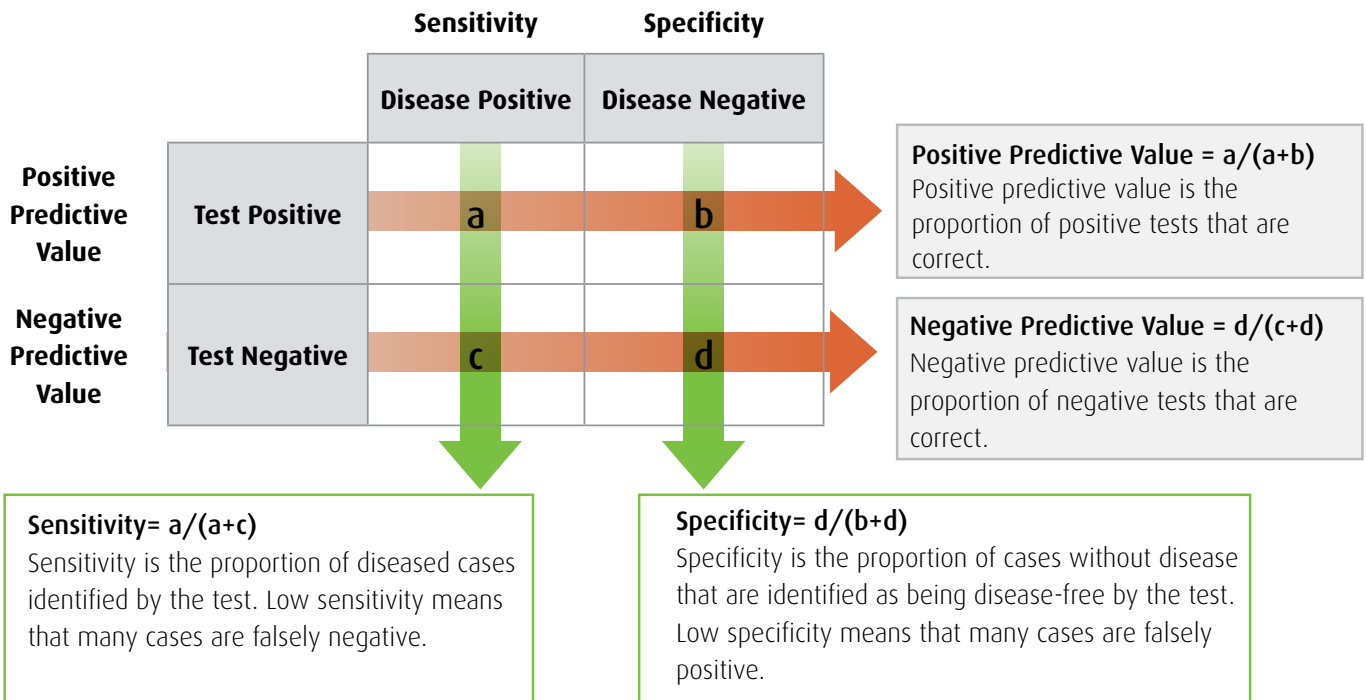 Sensitivity
Specificity
Disease Positive
Disease Negative
Positive
Predictive
Value
Test Positive
a
b
Positive Predictive Value = a/(a+b)
Positive predictive value is the
proportion of positive tests that are
correct.
Negative
Predictive
Value
Test Negative
c
d
Negative Predictive Value = d/(c+d)
Negative predictive value is the
proportion of negative tests that are
correct.
Sensitivity= a/(a+c)
Sensitivity is the proportion of diseased cases
identified by the test. Low sensitivity means
that many cases are falsely negative.
Specificity= d/(b+d)
Specificity is the proportion of cases without disease
that are identified as being disease-free by the test.
Low specificity means that many cases are falsely
positive.